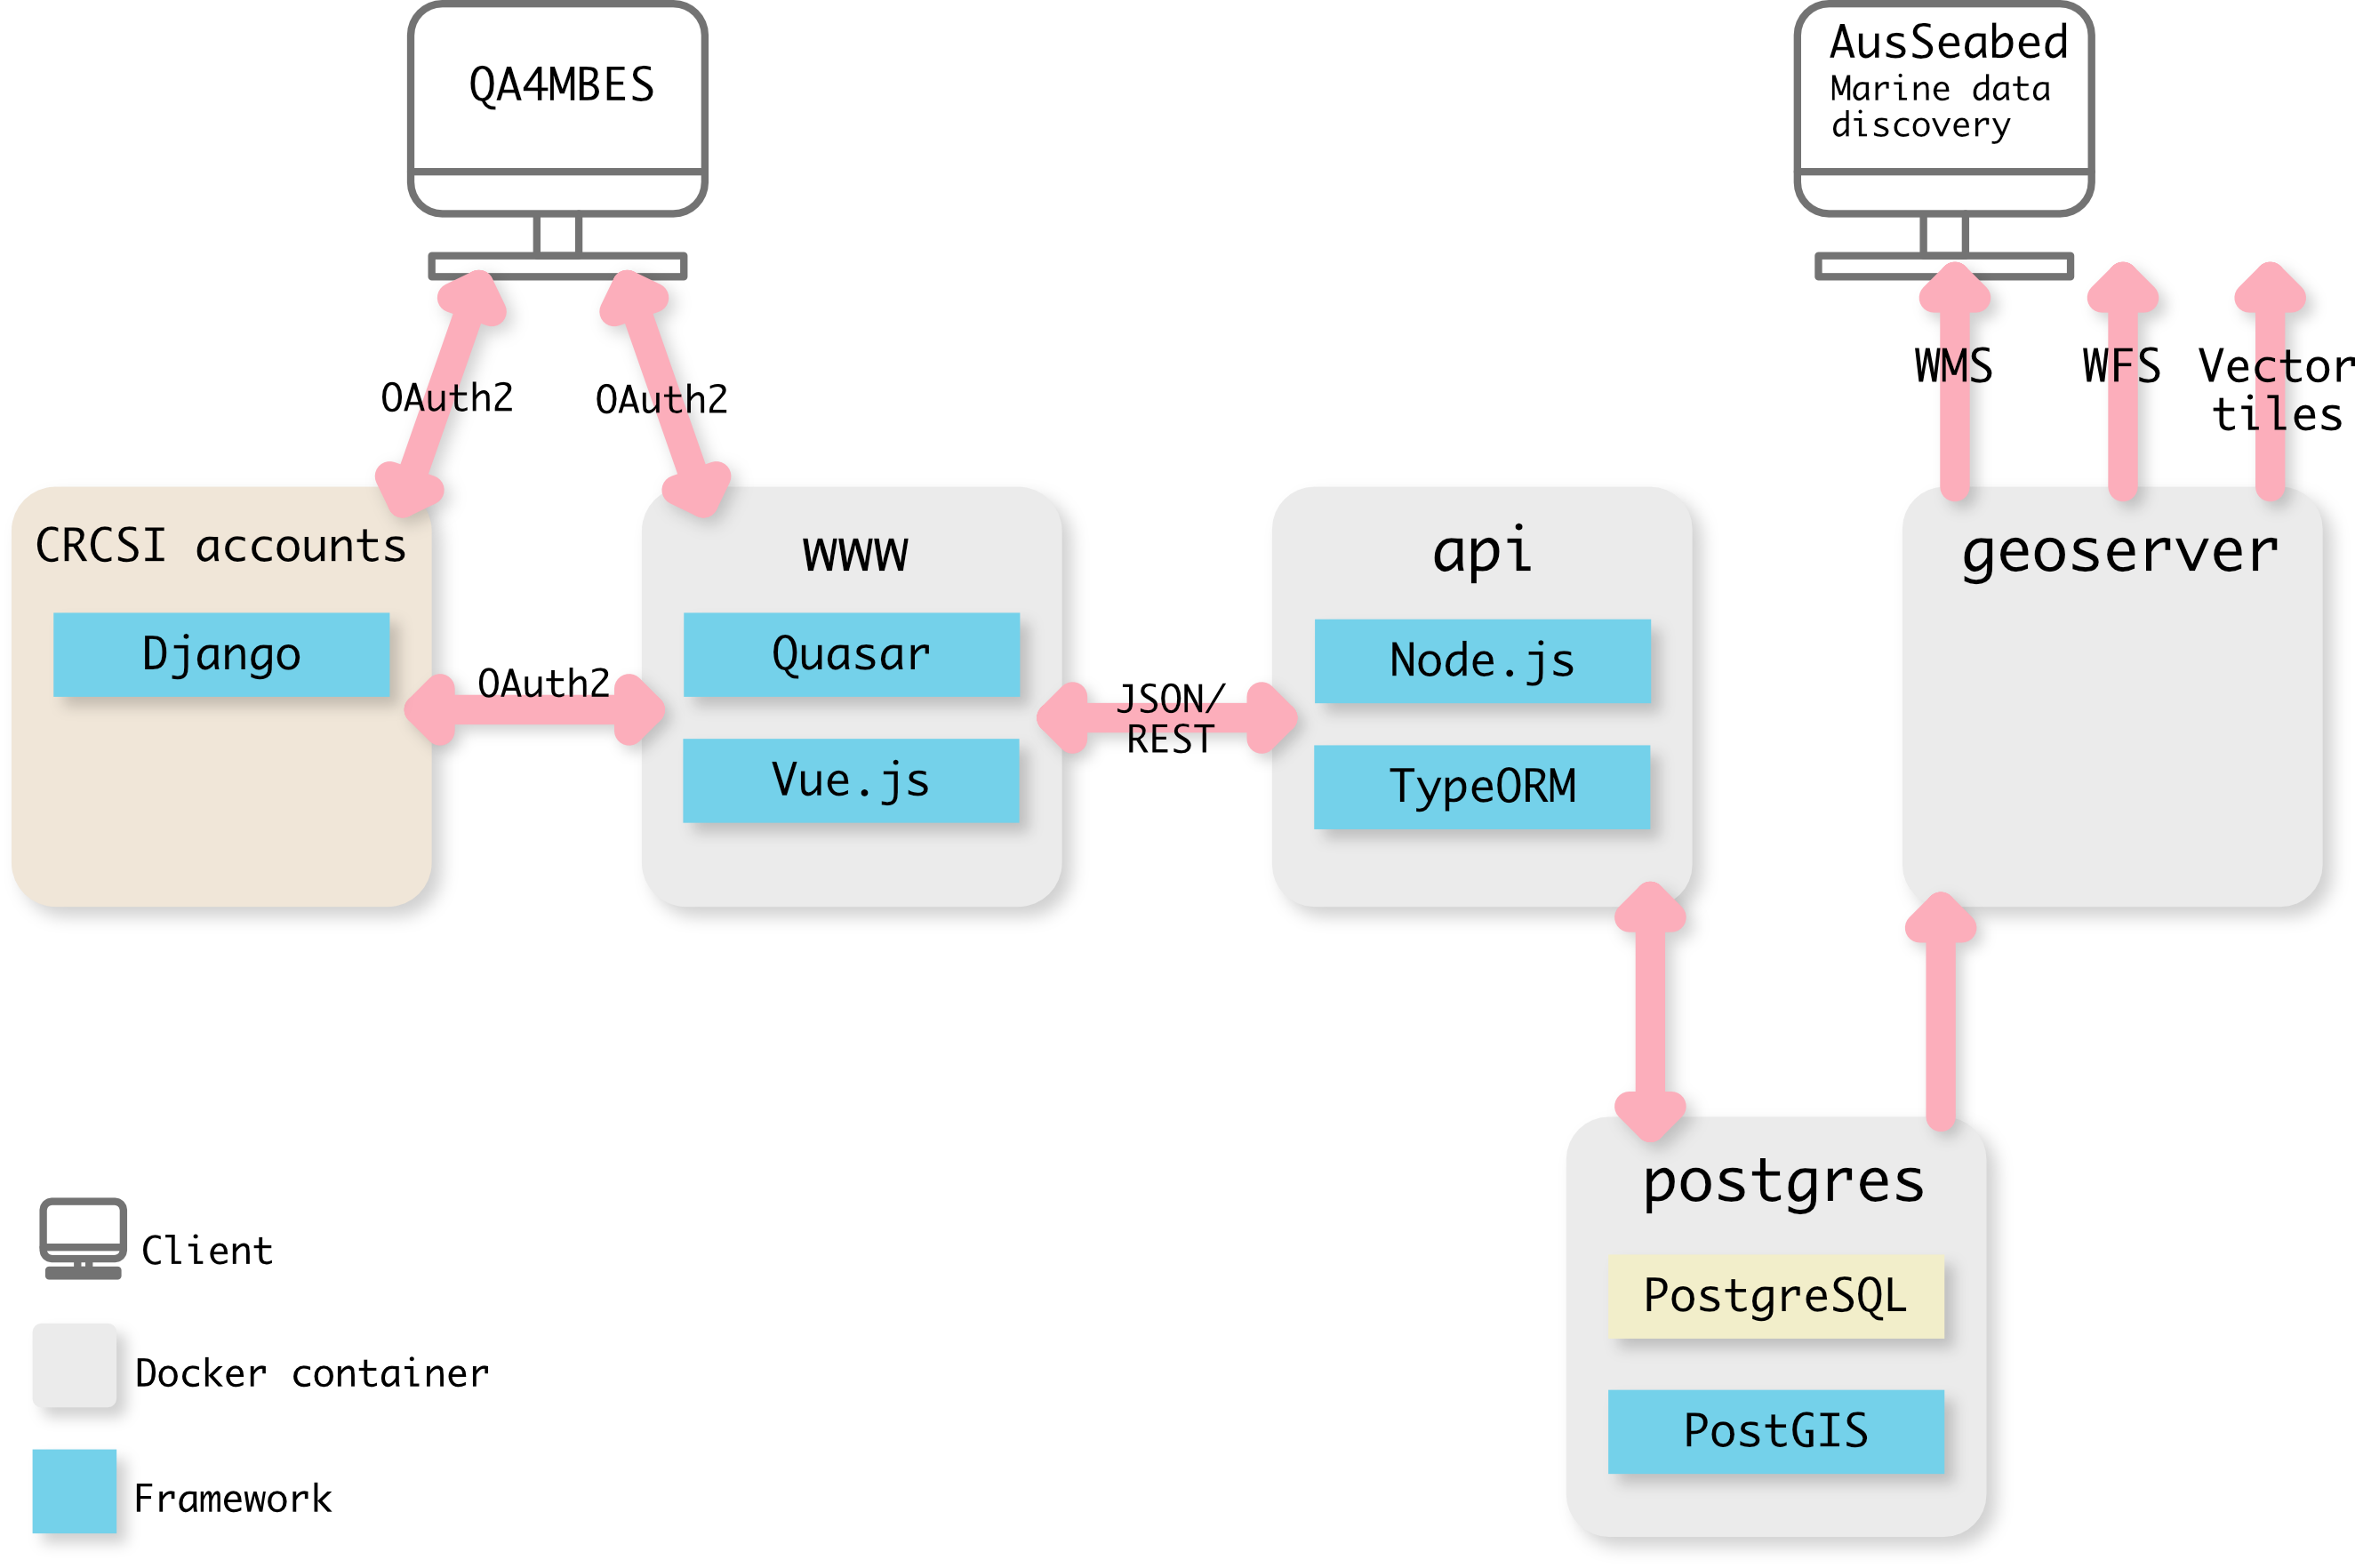 QA4MBES
AusSeabed
Marine data
discovery
OAuth2
OAuth2
WMS
WFS
Vector
tiles
CRCSI accounts
Django
OAuth2
www
Quasar
Vue.js
JSON/
REST
api
Node.js
TypeORM
geoserver
postgres
PostgreSQL
PostGIS
Client
Docker container
Framework